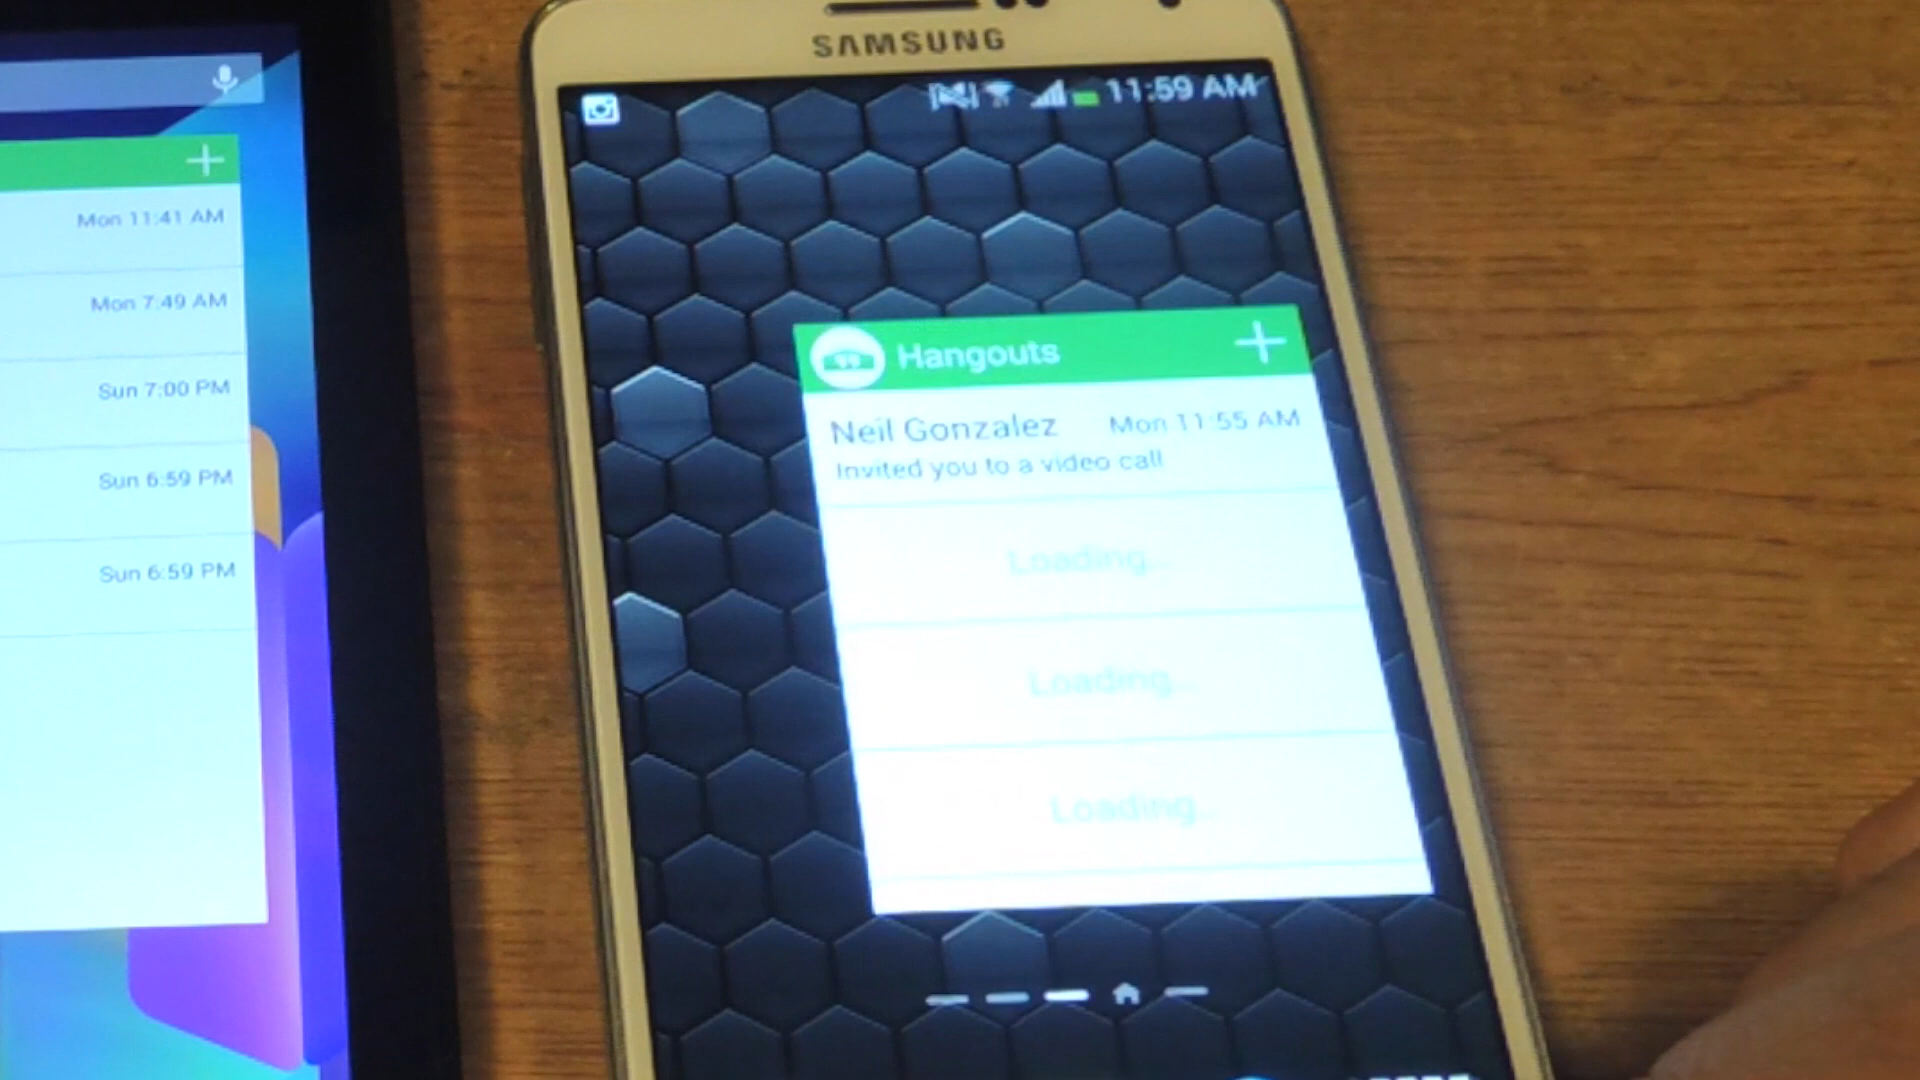 SAMSUNG
11:59 AM
Mon 11:41 AM
Mon 7:49 AM
Sun 7:00 PM
Sun 6:59 PM
Sun 6:59 PM
Hangouts
Neil Gonzalez Mon 11:55 AM
Invited you to a video call
Loading...
Loading...
Loading...